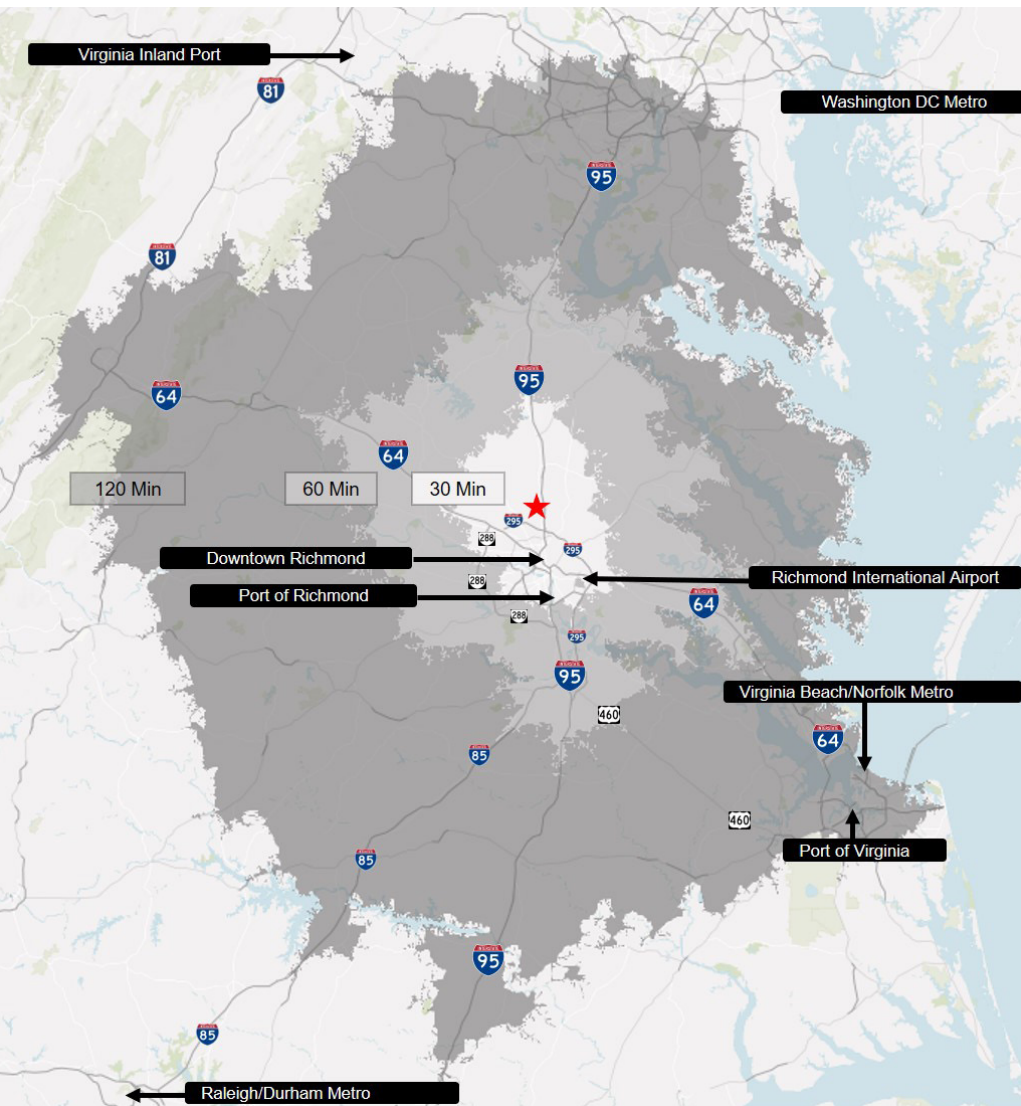 Virginia Inland Port
81
Washington DC Metro
95
81
95
64
64
120 Min
60 Min
30 Min
295
288
295
Downtown Richmond
Richmond International Airport
288
Port of Richmond
64
288
295
95
Virginia Beach/Norfolk Metro
460
64
85
460
Port of Virginia
85
95
85
Raleigh/Durham Metro